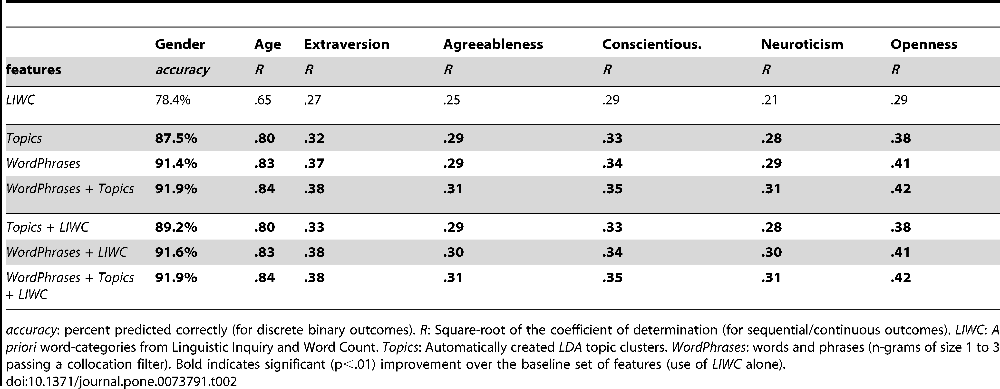 Gender Age Extraversion Agreeableness Conscientious. Neuroticism Openness
features accuracy R R R R R R
LIWC 78.4% .65 .27 .25 .29 .21 .29
Topics 87.5% .80 .32 .29 .33 .28 .38
WordPhrases 91.4% .83 .37 .29 .34 .29 .41
WordPhrases + Topics 91.9% .84 .38 .31 .35 .31 .42
Topics + LIWC 89.2% .80 .33 .29 .33 .28 .38
WordPhrases + LIWC 91.6% .83 .38 .30 .34 .30 .41
WordPhrases + Topics 91.9% .84 .38 .31 .35 .31 .42
+ LIWC
accuracy: percent predicted correctly (for discrete binary outcomes). R: Square-root of the coefficient of determination (for sequential/continuous outcomes). LIWC: A
priori word-categories from Linguistic Inquiry and Word Count. Topics: Automatically created LDA topic clusters. WordPhrases: words and phrases (n-grams of size 1 to 3
passing a collocation filter). Bold indicates significant (p<.01) improvement over the baseline set of features (use of LIWC alone).
doi:10.1371/journal.pone.0073791.t002